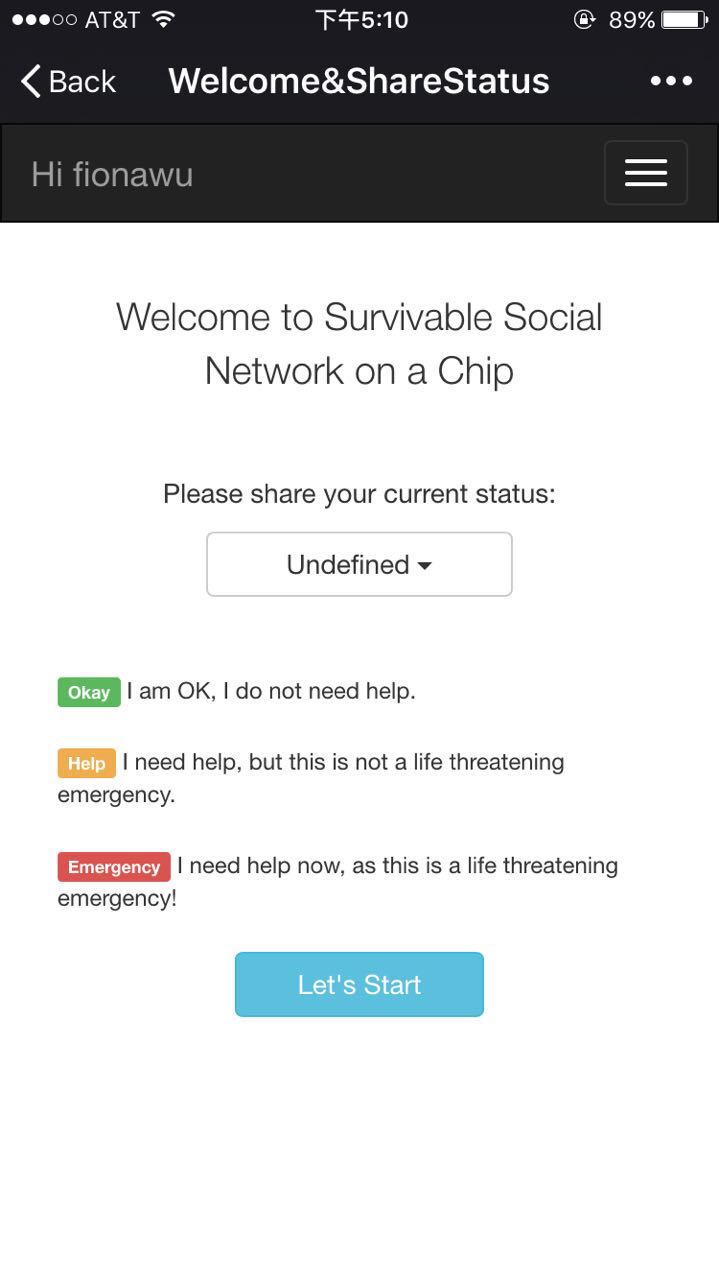 AT&T 下午5:10 89%
Back Welcome&ShareStatus
Hi fionawu
Welcome to Survivable Social
Network on a Chip
Please share your current status:
Undefined
Okay I am OK, I do not need help.
Help I need help, but this is not a life threatening
emergency.
Emergency I need help now, as this is a life threatening
emergency!
Let's Start